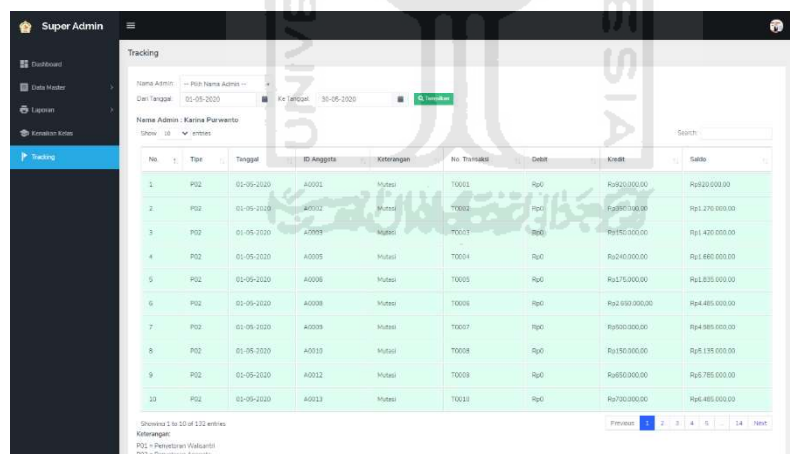 Super Admin
Tracking
Dashboard
Data Master
Laporan
Kenaikan Kelas
Tracking
Nama Admin -- Pilih Nama Admin --
Dari Tanggal 01-05-2020 Ke Tanggal 30-05-2020 Tampilkan
Nama Admin : Karina Purwanto
Show 10 entries Search:
No Tipe Tanggal ID Anggota Keterangan No Transaksi Debit Kredit Saldo
1 P02 01-05-2020 A0001 Mutasi T0001 Rp0 Rp920.000,00 Rp920.000,00
2 P02 01-05-2020 A0002 Mutasi T0002 Rp0 Rp350.000,00 Rp1.270.000,00
3 P02 01-05-2020 A0003 Mutasi T0003 Rp0 Rp150.000,00 Rp1.420.000,00
4 P02 01-05-2020 A0005 Mutasi T0004 Rp0 Rp240.000,00 Rp1.660.000,00
5 P02 01-05-2020 A0006 Mutasi T0005 Rp0 Rp175.000,00 Rp1.835.000,00
6 P02 01-05-2020 A0008 Mutasi T0006 Rp0 Rp2.650.000,00 Rp4.485.000,00
7 P02 01-05-2020 A0009 Mutasi T0007 Rp0 Rp500.000,00 Rp4.985.000,00
8 P02 01-05-2020 A0010 Mutasi T0008 Rp0 Rp150.000,00 Rp5.135.000,00
9 P02 01-05-2020 A0012 Mutasi T0009 Rp0 Rp650.000,00 Rp5.785.000,00
10 P02 01-05-2020 A0013 Mutasi T0010 Rp0 Rp700.000,00 Rp6.485.000,00
Showing 1 to 10 of 132 entries Previous 1 2 3 4 5 ... 14 Next
Keterangan:
P01 = Penyetoran Walisantri